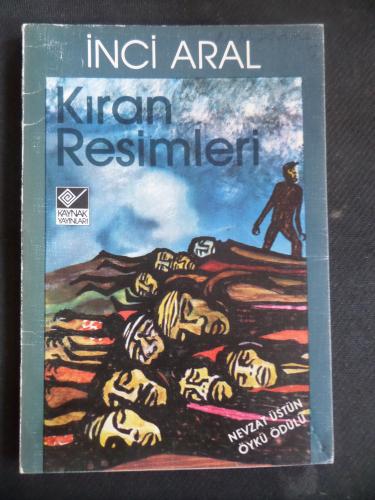 İNCİ ARAL
Kıran
Resimleri
KAYNAK
YAYINLARI
NEVZAT ÜSTÜN
ÖYKÜ ÖDÜLÜ